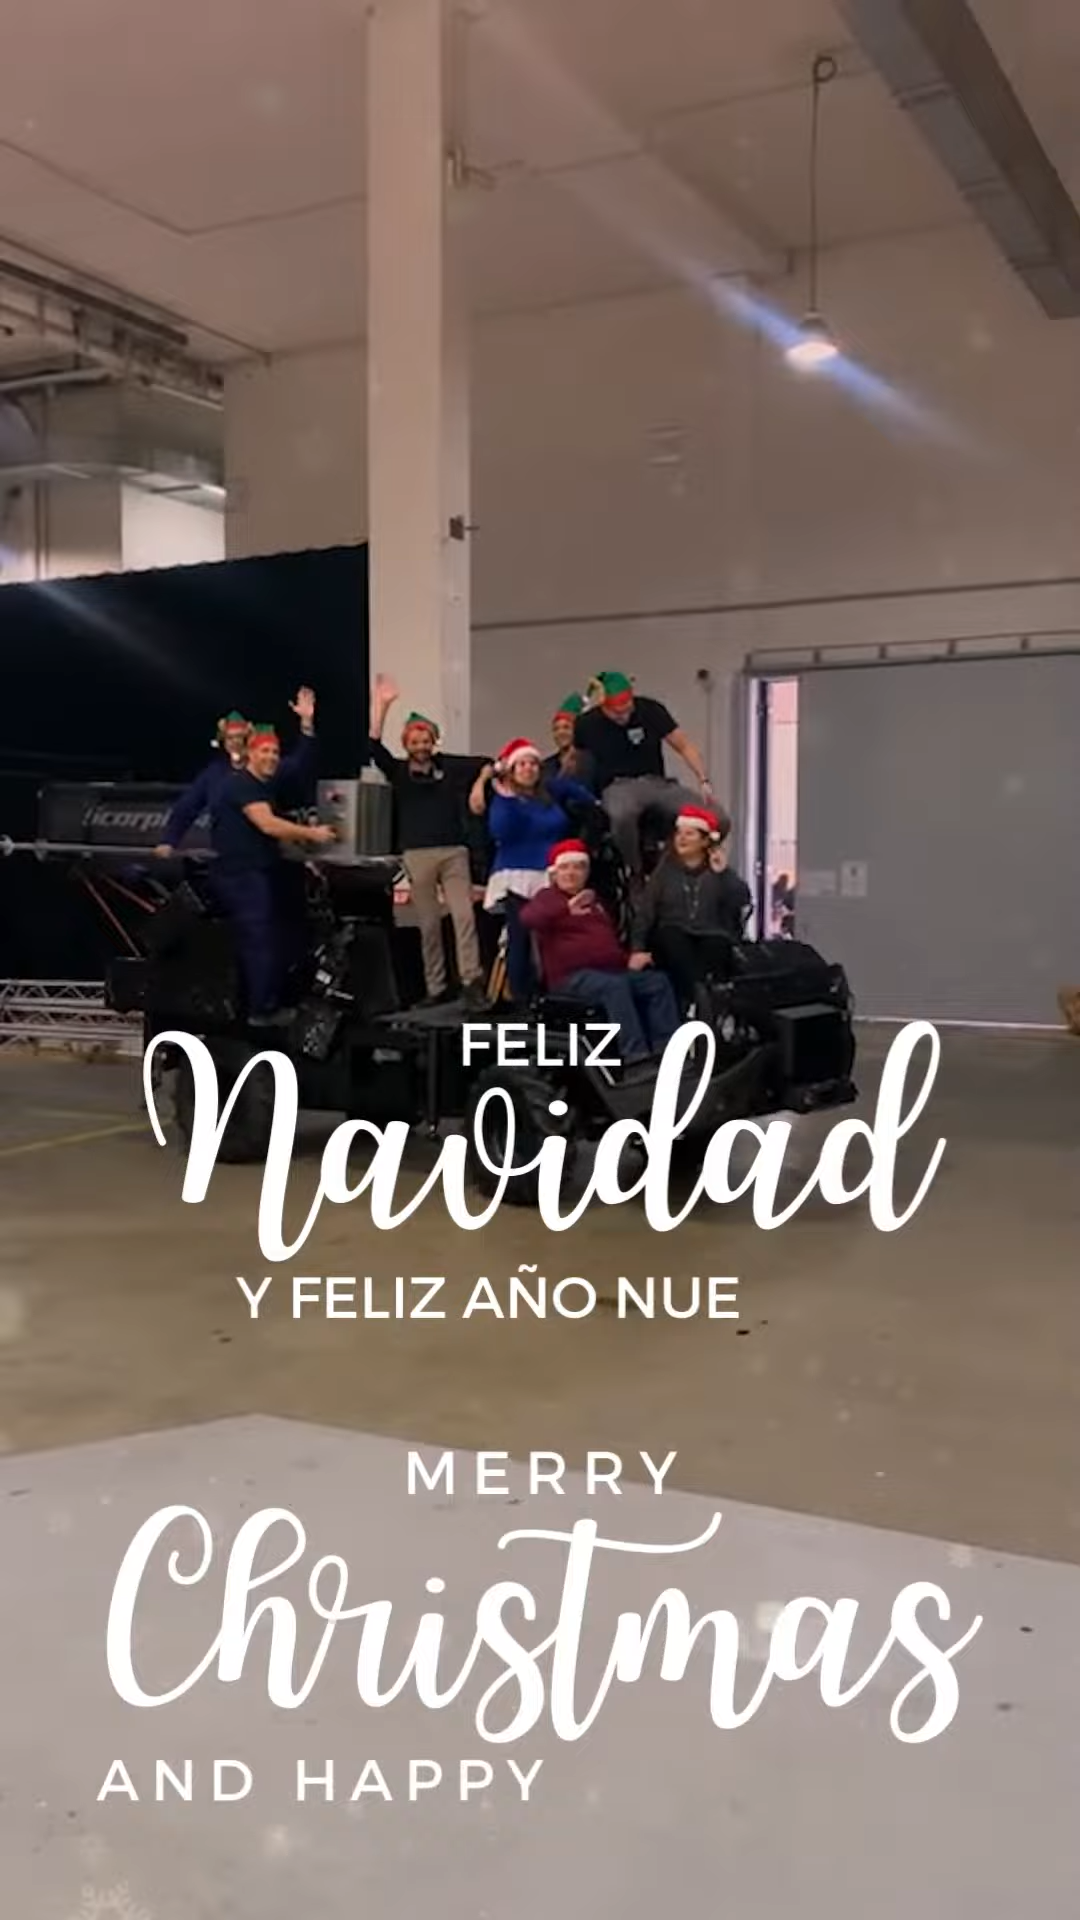 FELIZ
Navidad
Y FELIZ AÑO NUE
MERRY
Christmas
AND HAPPY